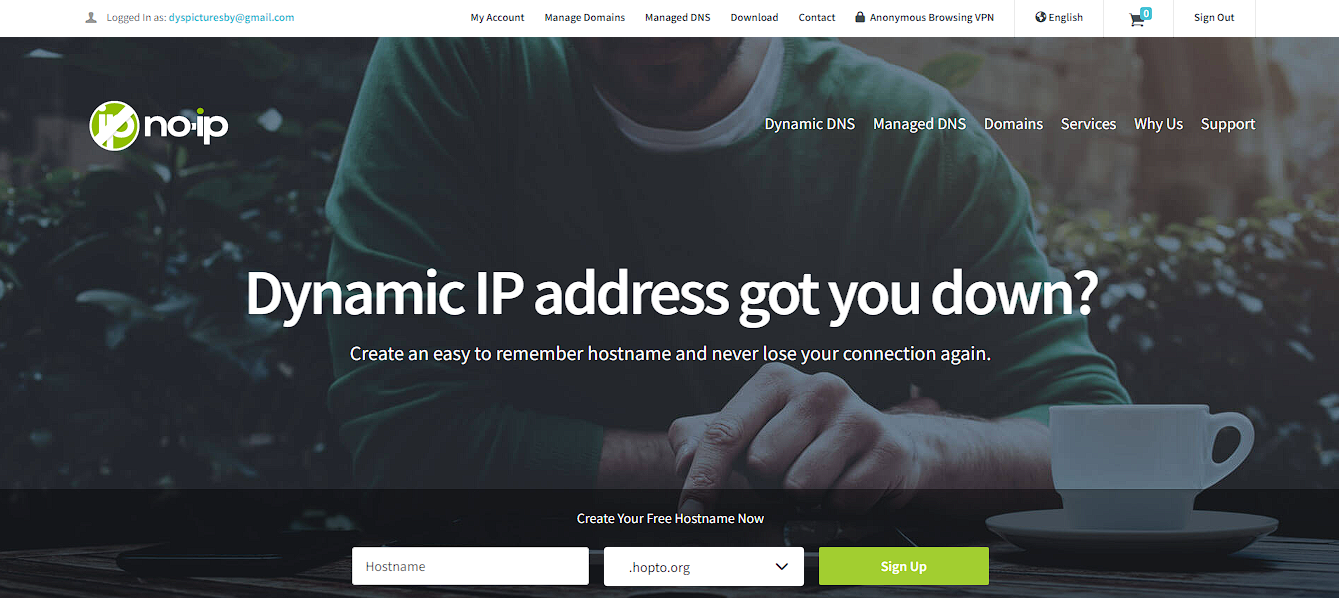 Logged In as: dyspicturesby@gmail.com My Account Manage Domains Managed DNS Download Contact Anonymous Browsing VPN English 0 Sign Out
ip no-ip Dynamic DNS Managed DNS Domains Services Why Us Support
Dynamic IP address got you down?
Create an easy to remember hostname and never lose your connection again.
Create Your Free Hostname Now
Hostname .hopto.org Sign Up